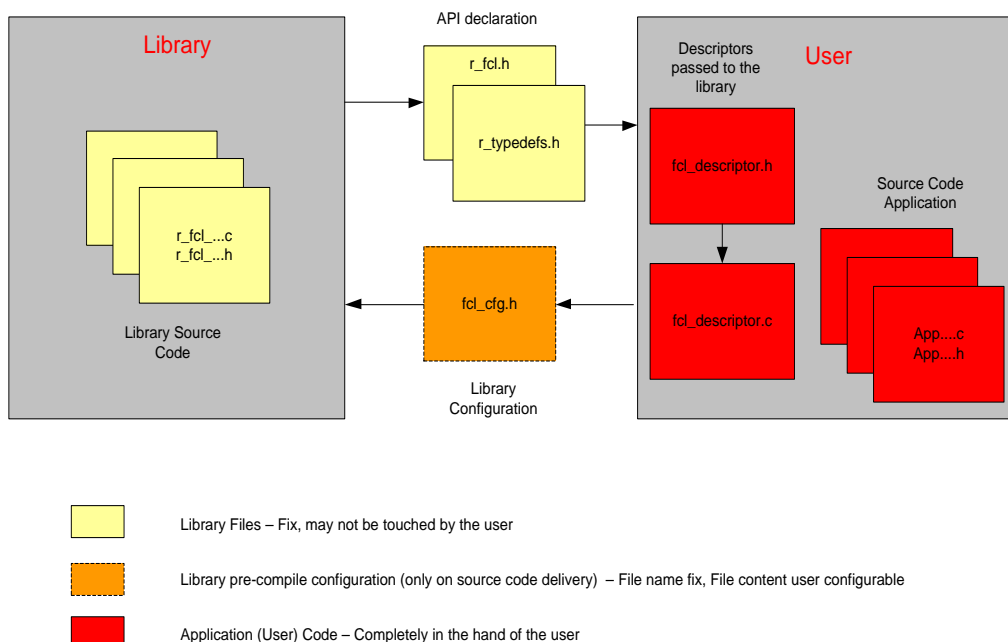 API declaration
Library
r_fcl.h
r_typedefs.h
Descriptors
passed to the
library
User
fcl_descriptor.h
Source Code
Application
r_fcl_...c
r_fcl_...h
Library Source
Code
fcl_cfg.h
Library
Configuration
fcl_descriptor.c
App....c
App....h
Library Files – Fix, may not be touched by the user
Library pre-compile configuration (only on source code delivery) – File name fix, File content user configurable
Application (User) Code – Completely in the hand of the user